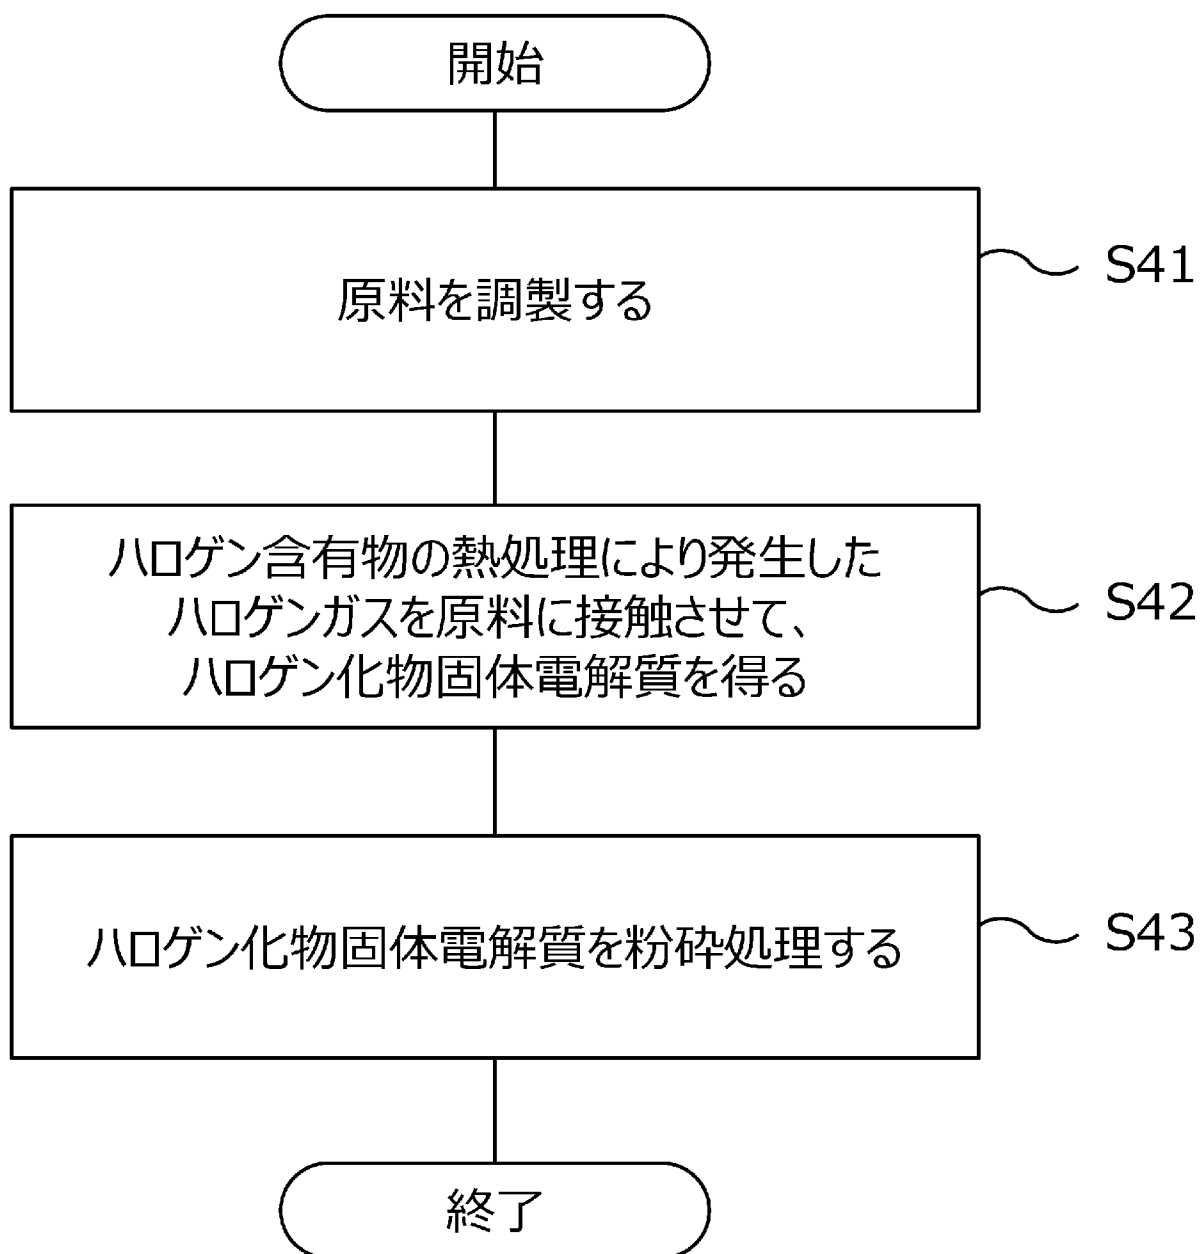 開始
原料を調製する
S41
ハロゲン含有物の熱処理により発生した
ハロゲンガスを原料に接触させて、
ハロゲン化物固体電解質を得る
S42
ハロゲン化物固体電解質を粉砕処理する
S43
終了